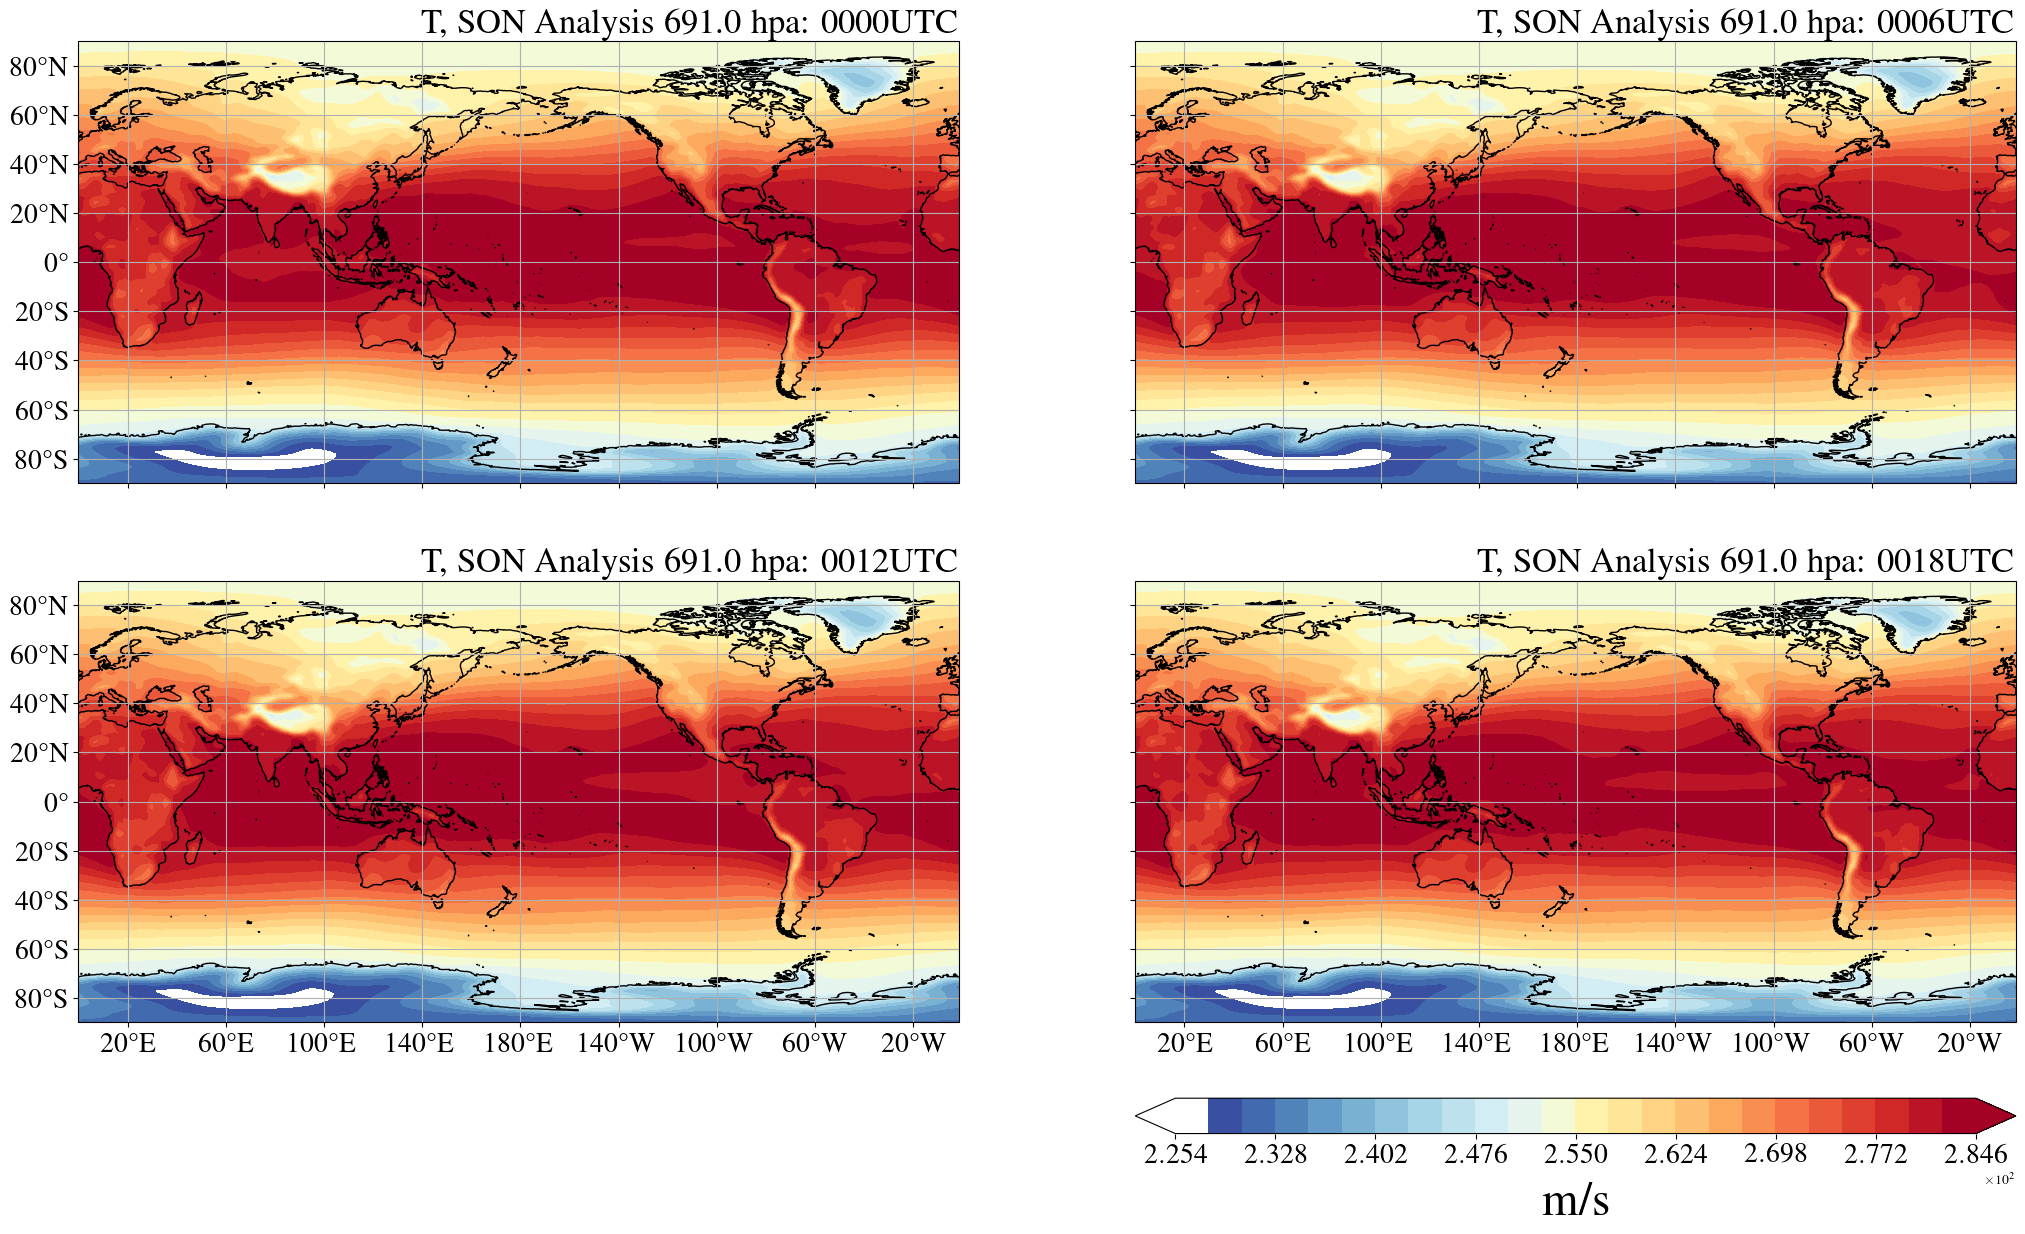 T, SON Analysis 691.0 hpa: 0000UTC
T, SON Analysis 691.0 hpa: 0006UTC
80°N
60°N
40°N
20°N
0°
20°S
40°S
60°S
80°S
T, SON Analysis 691.0 hpa: 0012UTC
T, SON Analysis 691.0 hpa: 0018UTC
80°N
60°N
40°N
20°N
0°
20°S
40°S
60°S
80°S
20°E 60°E 100°E 140°E 180°E 140°W 100°W 60°W 20°W
20°E 60°E 100°E 140°E 180°E 140°W 100°W 60°W 20°W
2.254 2.328 2.402 2.476 2.550 2.624 2.698 2.772 2.846
×10²
m/s